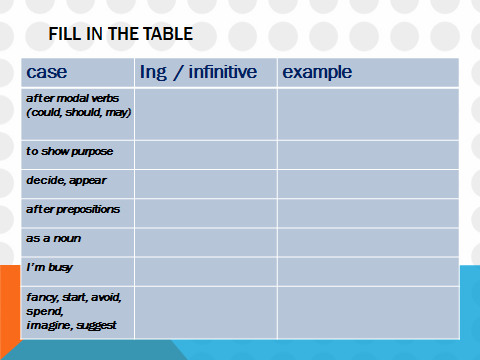 FILL IN THE TABLE
case Ing / infinitive example
after modal verbs
(could, should, may)
to show purpose
decide, appear
after prepositions
as a noun
I'm busy
fancy, start, avoid,
spend,
imagine, suggest